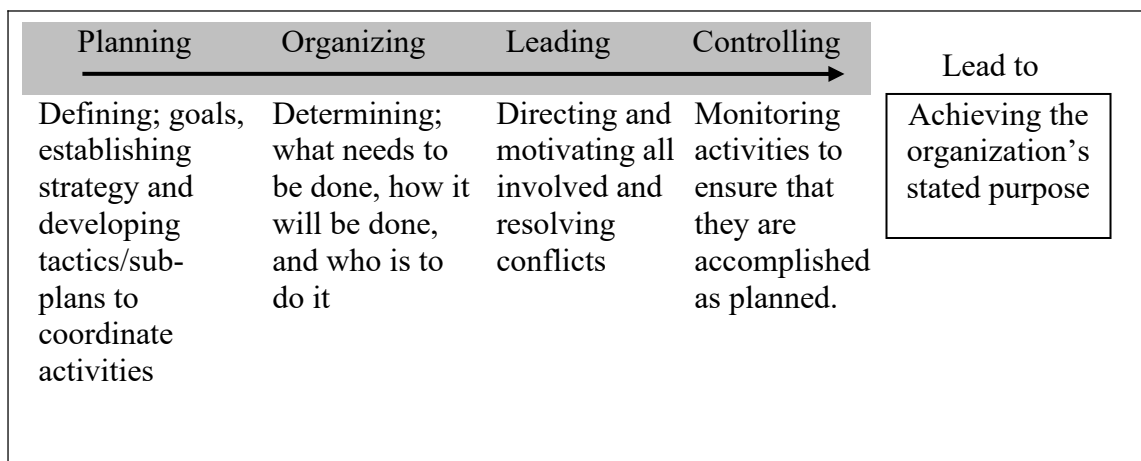 Planning
Organizing
Leading
Controlling
Lead to
Defining; goals,
establishing
strategy and
developing
tactics/sub-
plans to
coordinate
activities
Determining;
what needs to
be done, how it
will be done,
and who is to
do it
Directing and
motivating all
involved and
resolving
conflicts
Monitoring
activities to
ensure that
they are
accomplished
as planned.
Achieving the
organization’s
stated purpose